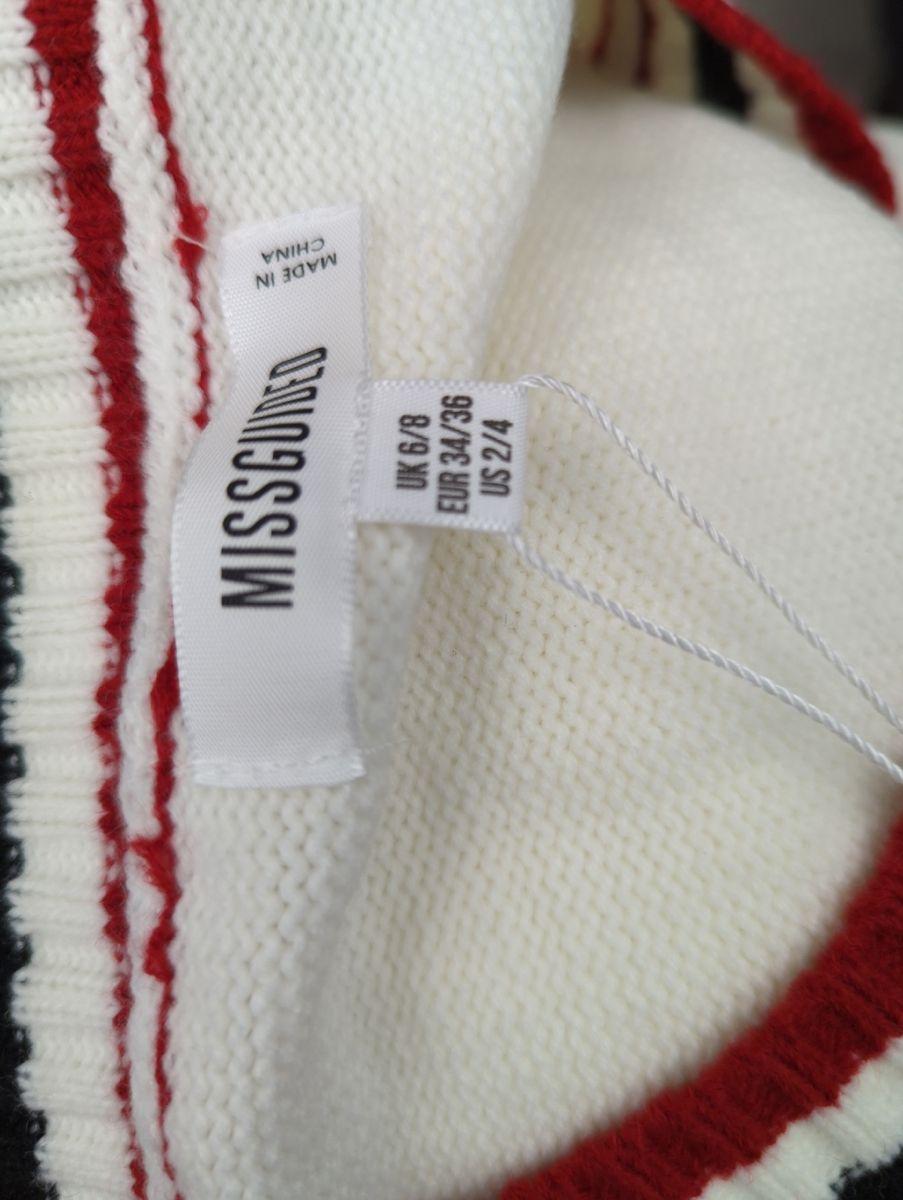 MISSGUIDED
MADE IN
CHINA
UK 6/8
EUR 34/36
US 2/4